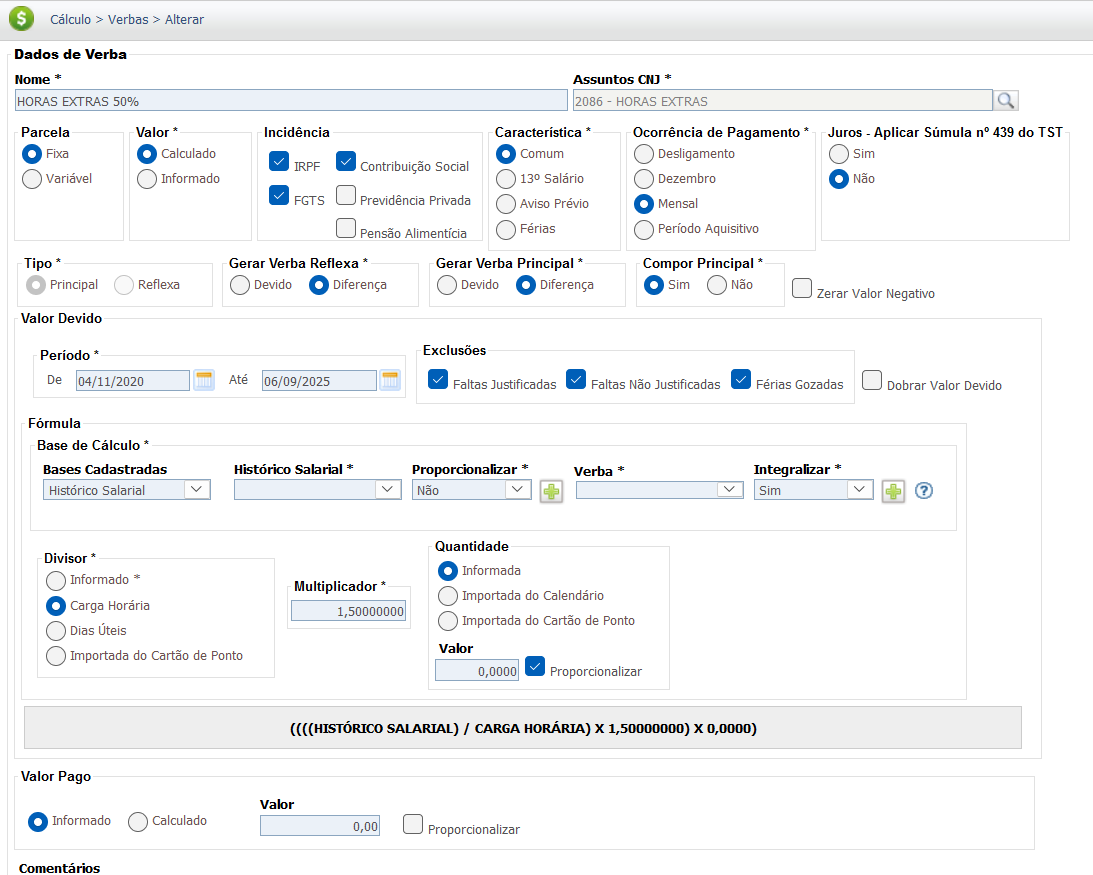 Cálculo > Verbas > Alterar
Dados de Verba
Nome * Assuntos CNJ *
HORAS EXTRAS 50% 2086 - HORAS EXTRAS
Parcela Valor * Incidência Característica * Ocorrência de Pagamento * Juros - Aplicar Súmula nº 439 do TST
Fixa Calculado IRPF Contribuição Social Comum Desligamento Sim
Variável Informado FGTS Previdência Privada 13º Salário Dezembro Não
Pensão Alimentícia Aviso Prévio Mensal
Férias Período Aquisitivo
Tipo * Gerar Verba Reflexa * Gerar Verba Principal * Compor Principal *
Principal Reflexa Devido Diferença Devido Diferença Sim Não Zerar Valor Negativo
Valor Devido
Período * Exclusões
De 04/11/2020 Até 06/09/2025 Faltas Justificadas Faltas Não Justificadas Férias Gozadas Dobrar Valor Devido
Fórmula
Base de Cálculo *
Bases Cadastradas Histórico Salarial * Proporcionalizar * Verba * Integralizar *
Histórico Salarial Não Sim
Divisor * Multiplicador * Quantidade
Informado * Informada
Carga Horária 1,50000000 Importada do Calendário
Dias Úteis Importada do Cartão de Ponto
Importada do Cartão de Ponto Valor
0,0000 Proporcionalizar
((((HISTÓRICO SALARIAL) / CARGA HORÁRIA) X 1,50000000) X 0,0000)
Valor Pago
Informado Calculado Valor
0,00 Proporcionalizar
Comentários